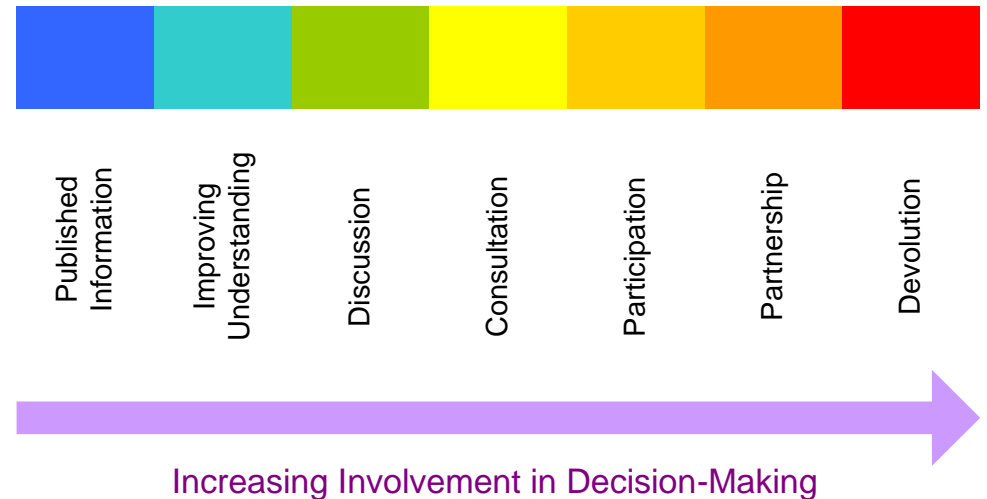 Published
Information
Improving
Understanding
Discussion
Consultation
Participation
Partnership
Devolution
Increasing Involvement in Decision-Making